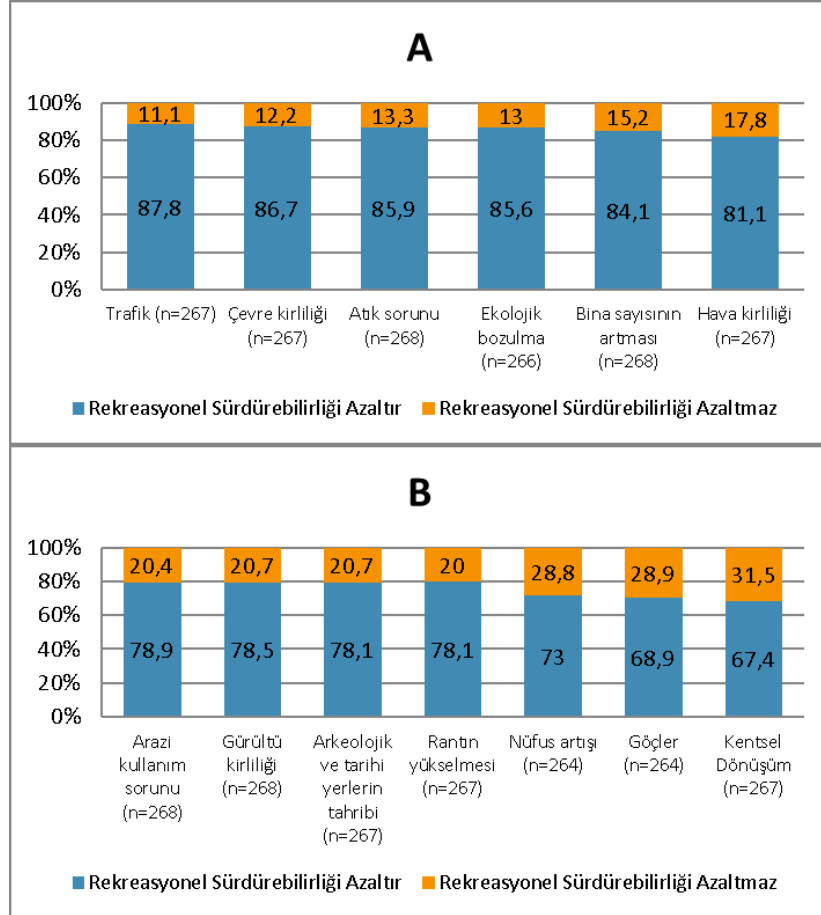 A
100%
80%
60%
40%
20%
0%
11,1 12,2 13,3 13 15,2 17,8
87,8 86,7 85,9 85,6 84,1 81,1
Trafik (n=267) Çevre kirliliği Atık sorunu Ekolojik Bina sayısının Hava kirliliği
(n=267) (n=268) bozulma artması (n=267)
(n=266) (n=268)
Rekreasyonel Sürdürebilirliği Azaltır Rekreasyonel Sürdürebilirliği Azaltmaz
B
100%
80%
60%
40%
20%
0%
20,4 20,7 20,7 20 28,8 28,9 31,5
78,9 78,5 78,1 78,1 73 68,9 67,4
Arazi Gürültü Arkeolojik Rantın Nüfus artışı Göçler Kentsel
kullanım kirliliği ve tarihi yükselmesi (n=264) (n=264) Dönüşüm
sorunu (n=268) yerlerin (n=267) (n=267)
(n=268) tahribi
(n=267)
Rekreasyonel Sürdürebilirliği Azaltır Rekreasyonel Sürdürebilirliği Azaltmaz